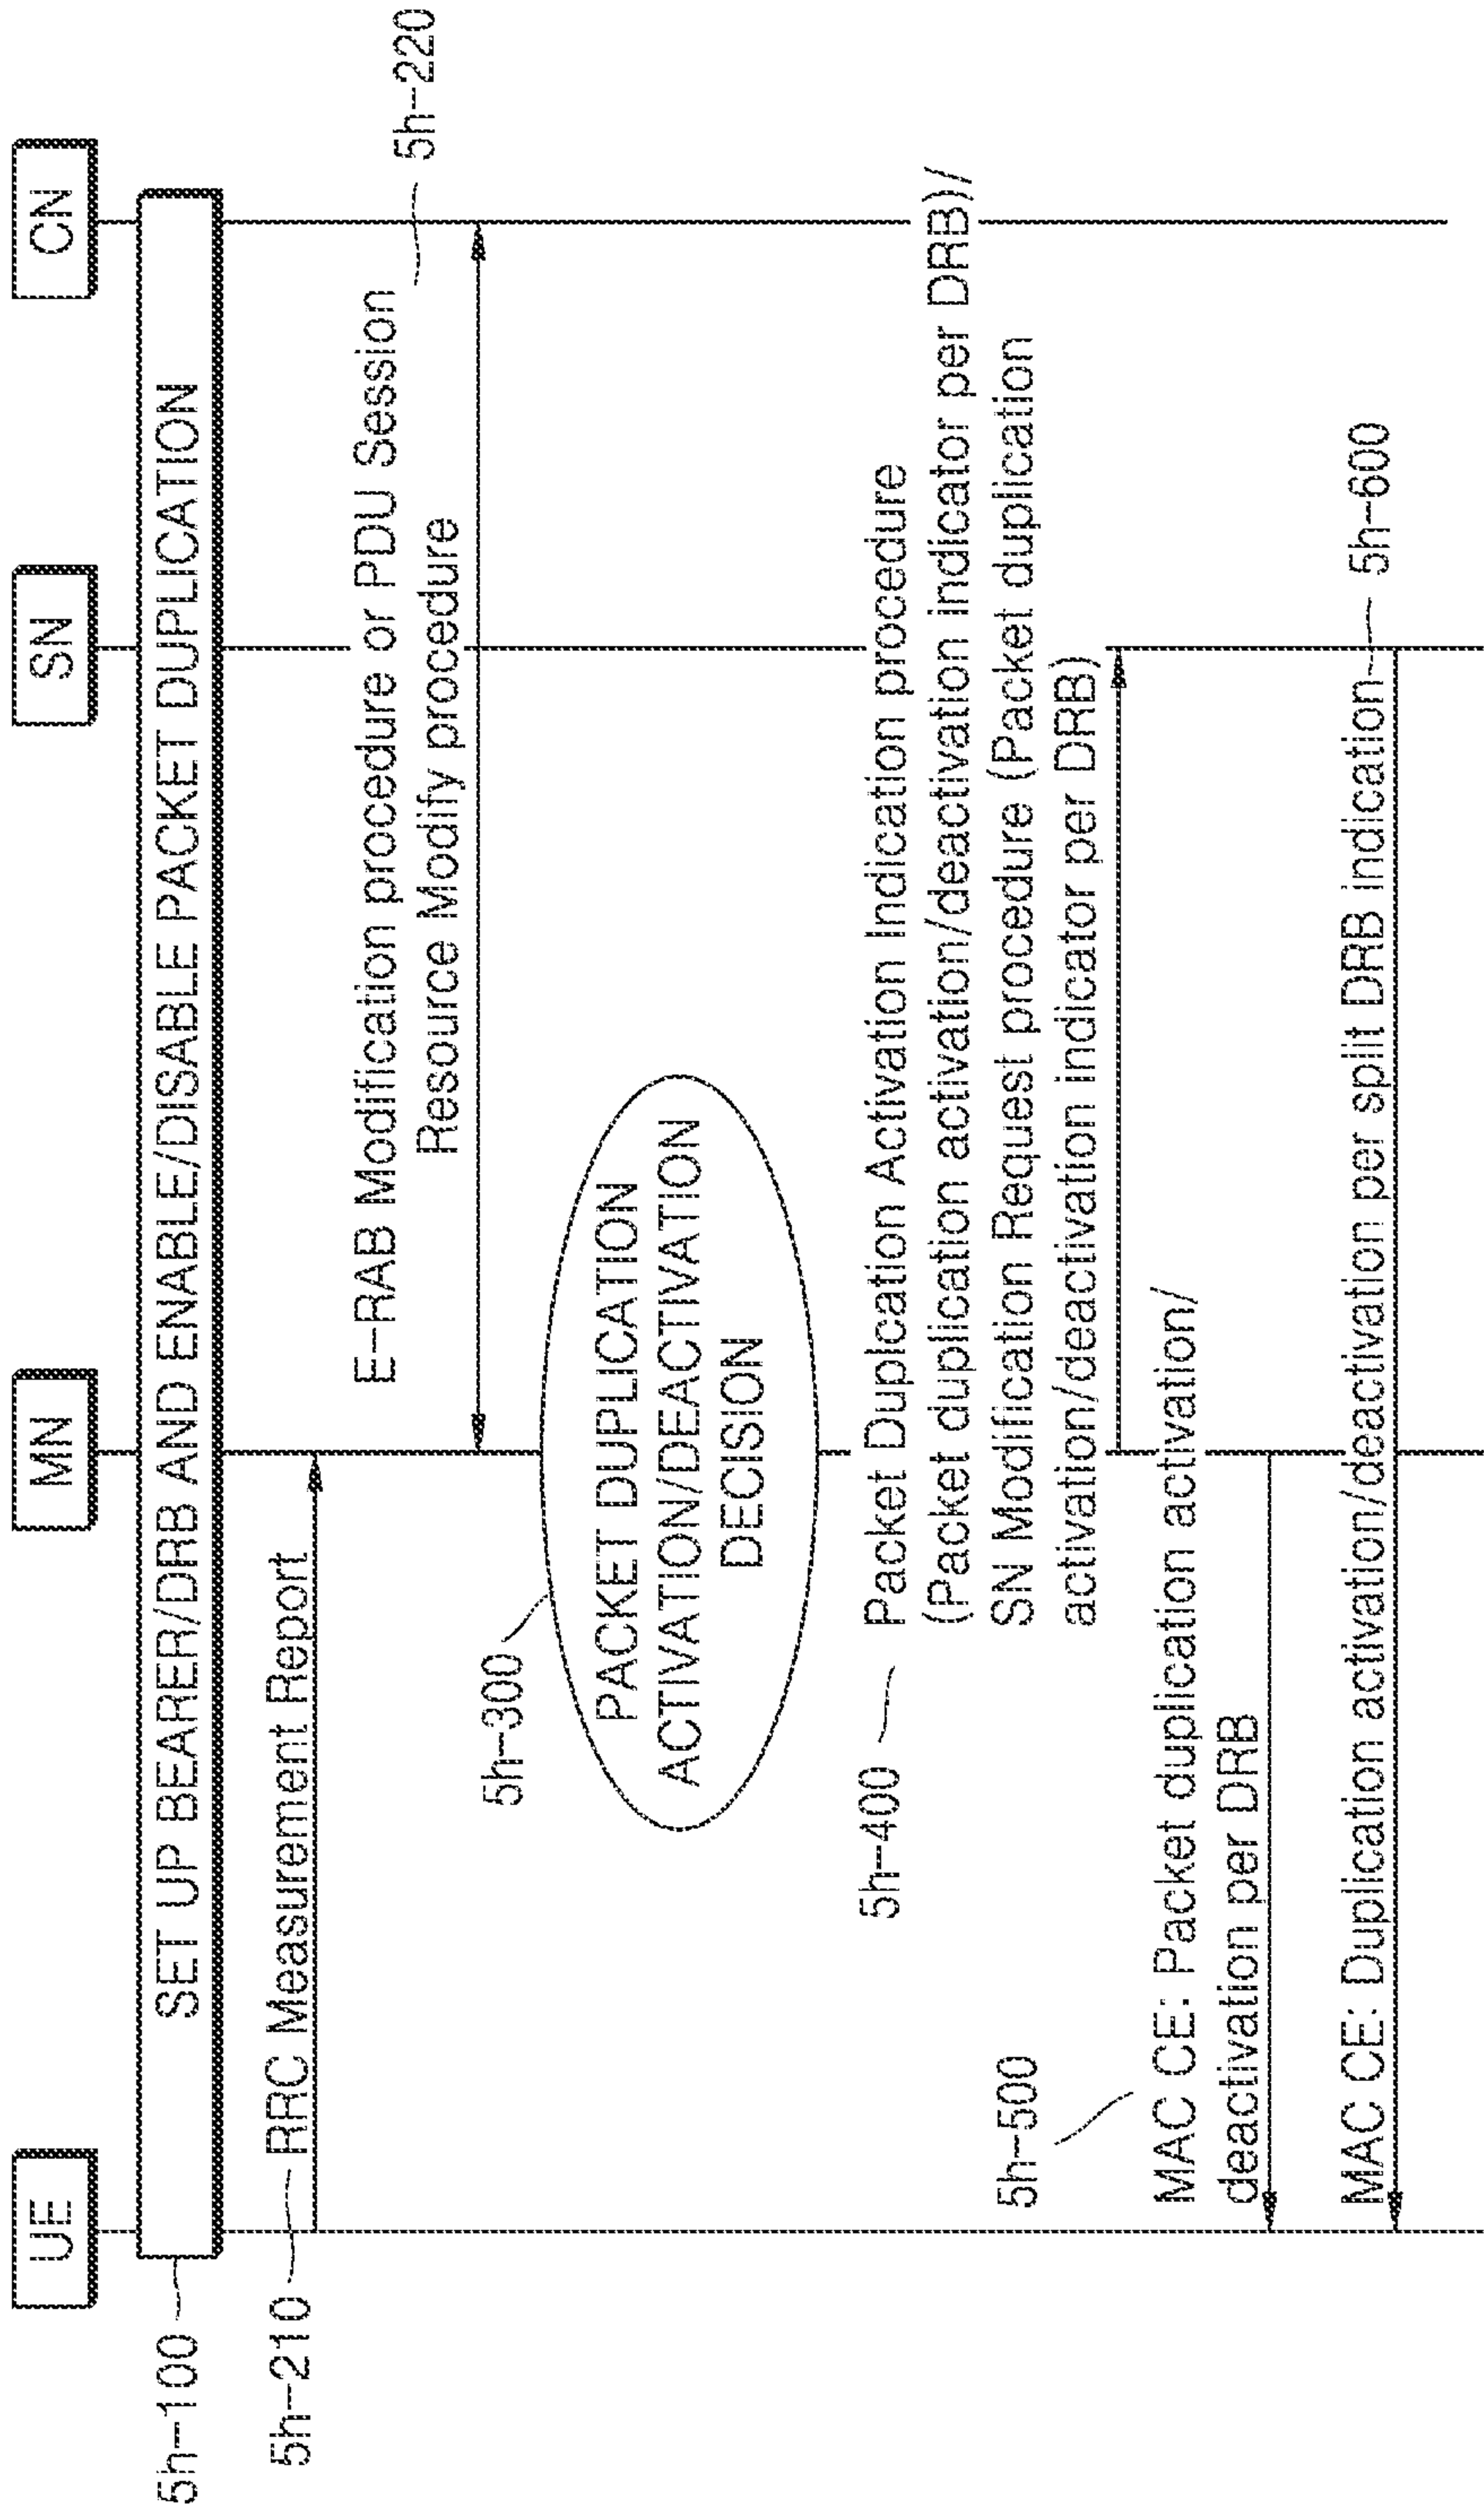 UE
MN
SN
CN
5h-100
SET UP BEARER/DRB AND ENABLE/DISABLE PACKET DUPLICATION
5h-210
RRC Measurement Report
E-RAB Modification procedure or PDU Session
Resource Modify procedure
5h-220
5h-300
PACKET DUPLICATION
ACTIVATION/DEACTIVATION
DECISION
5h-400
Packet Duplication Activation Indication procedure
(Packet duplication activation/deactivation indicator per DRB)/
SN Modification Request procedure (Packet duplication
activation/deactivation indicator per DRB)
5h-500
MAC CE: Packet duplication activation/
deactivation per DRB
MAC CE: Duplication activation/deactivation per split DRB indication
5h-600